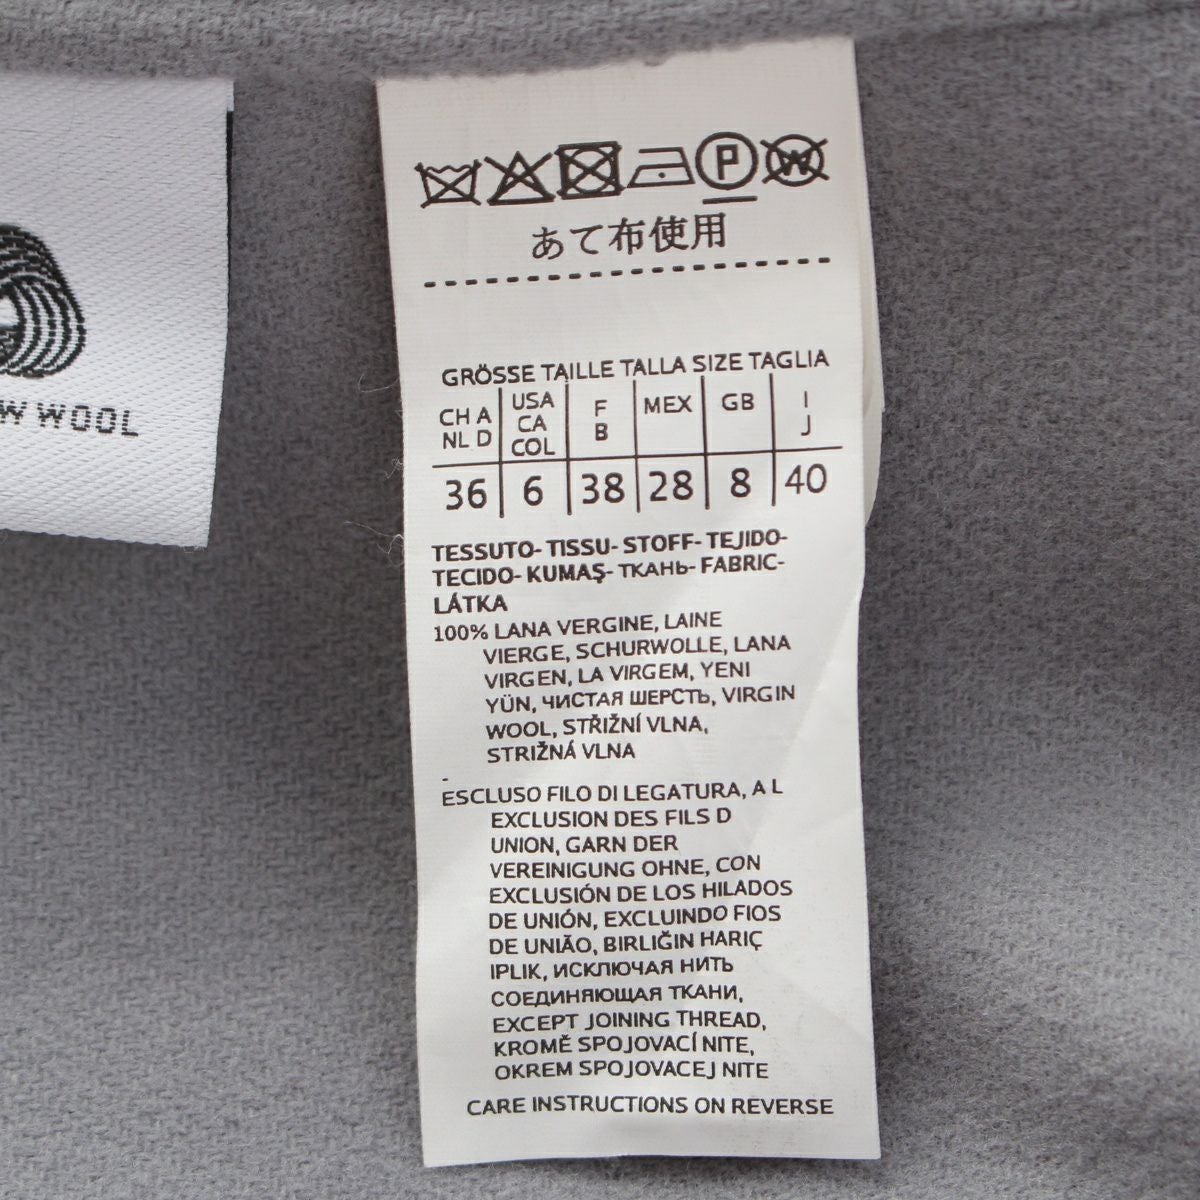 W WOOL
P
W
あて布使用
GRÖSSE TAILLE TALLA SIZE TAGLIA
CH A NL D
USA CA COL
F B
MEX
GB
I J
36 6 38 28 8 40
TESSUTO- TISSU- STOFF- TEJIDO-
TECIDO- KUMAŞ- ТКАНЬ- FABRIC-
LÁTKA
100% LANA VERGINE, LAINE
VIERGE, SCHURWOLLE, LANA
VIRGEN, LA VIRGEM, YENI
YÜN, ЧИСТАЯ ШЕРСТЬ, VIRGIN
WOOL, STŘIŽNÍ VLNA,
STRIŽNÁ VLNA
ESCLUSO FILO DI LEGATURA, A L
EXCLUSION DES FILS D
UNION, GARN DER
VEREINIGUNG OHNE, CON
EXCLUSIÓN DE LOS HILADOS
DE UNIÓN, EXCLUINDO FIOS
DE UNIÃO, BIRLIĞIN HARIÇ
IPLIK, ИСКЛЮЧАЯ НИТЬ
СОЕДИНЯЮЩАЯ ТКАНИ,
EXCEPT JOINING THREAD,
KROMĚ SPOJOVACÍ NITE,
OKREM SPOJOVACEJ NITE
CARE INSTRUCTIONS ON REVERSE